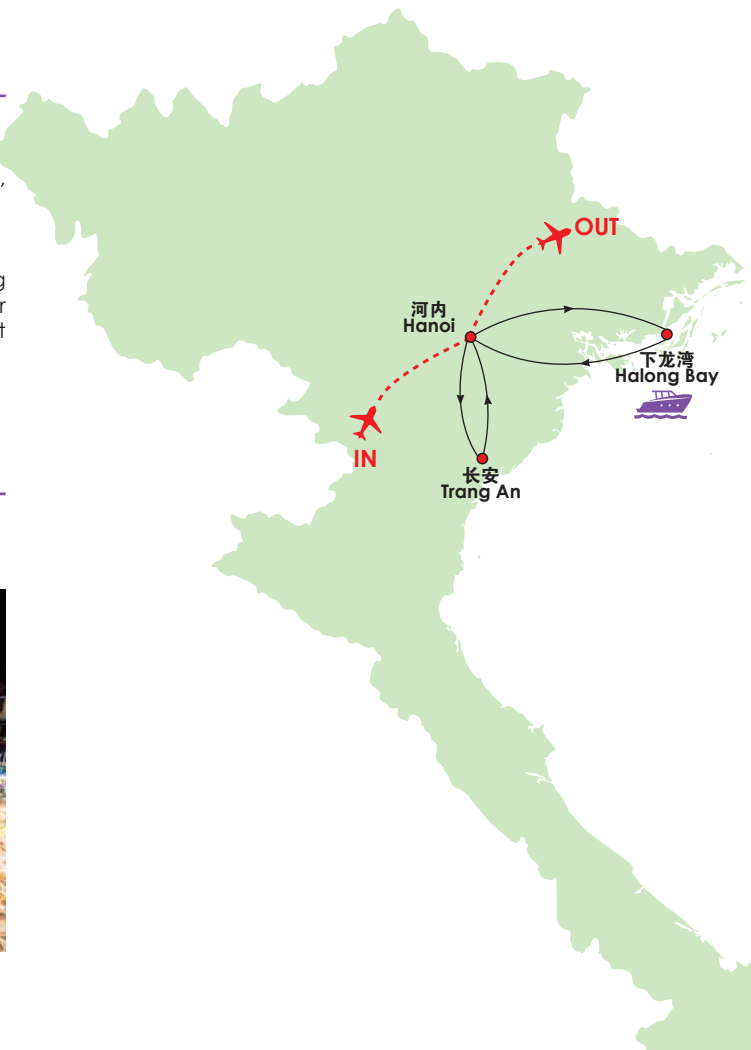 ,
g
r
t
OUT
河内
Hanoi
下龙湾
Halong Bay
IN
长安
Trang An